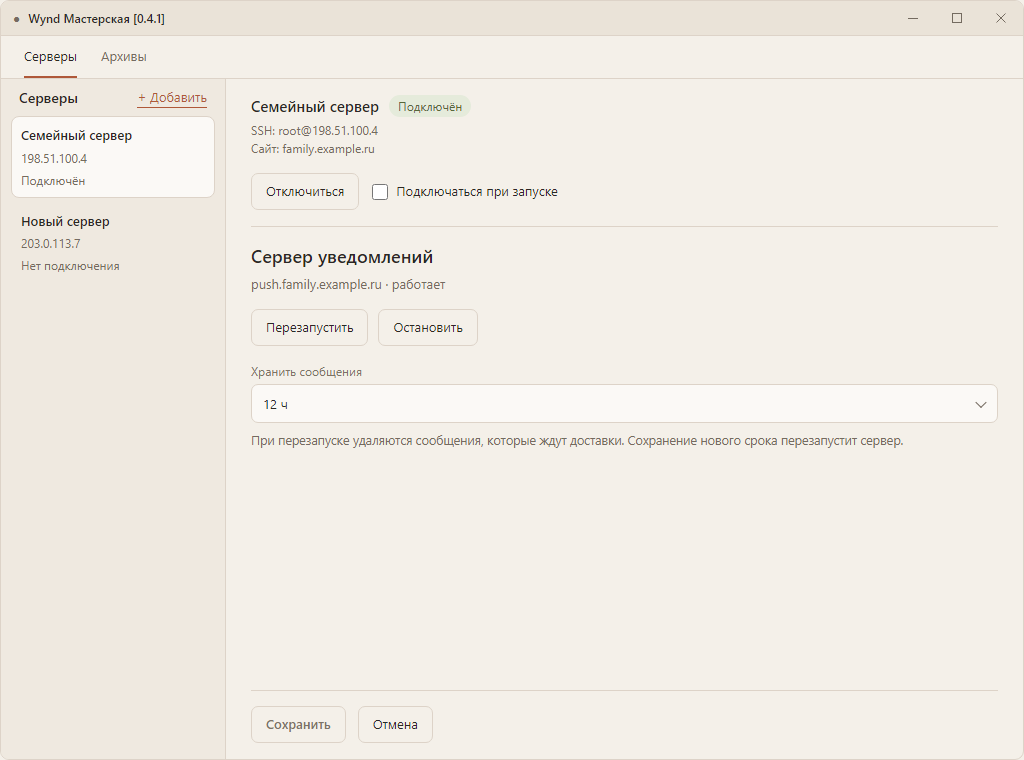 Wynd Мастерская [0.4.1]
Серверы
Архивы
Серверы
+ Добавить
Семейный сервер
198.51.100.4
Подключён
Новый сервер
203.0.113.7
Нет подключения
Семейный сервер
Подключён
SSH: root@198.51.100.4
Сайт: family.example.ru
Отключиться
Подключаться при запуске
Сервер уведомлений
push.family.example.ru · работает
Перезапустить
Остановить
Хранить сообщения
12 ч
При перезапуске удаляются сообщения, которые ждут доставки. Сохранение нового срока перезапустит сервер.
Сохранить
Отмена